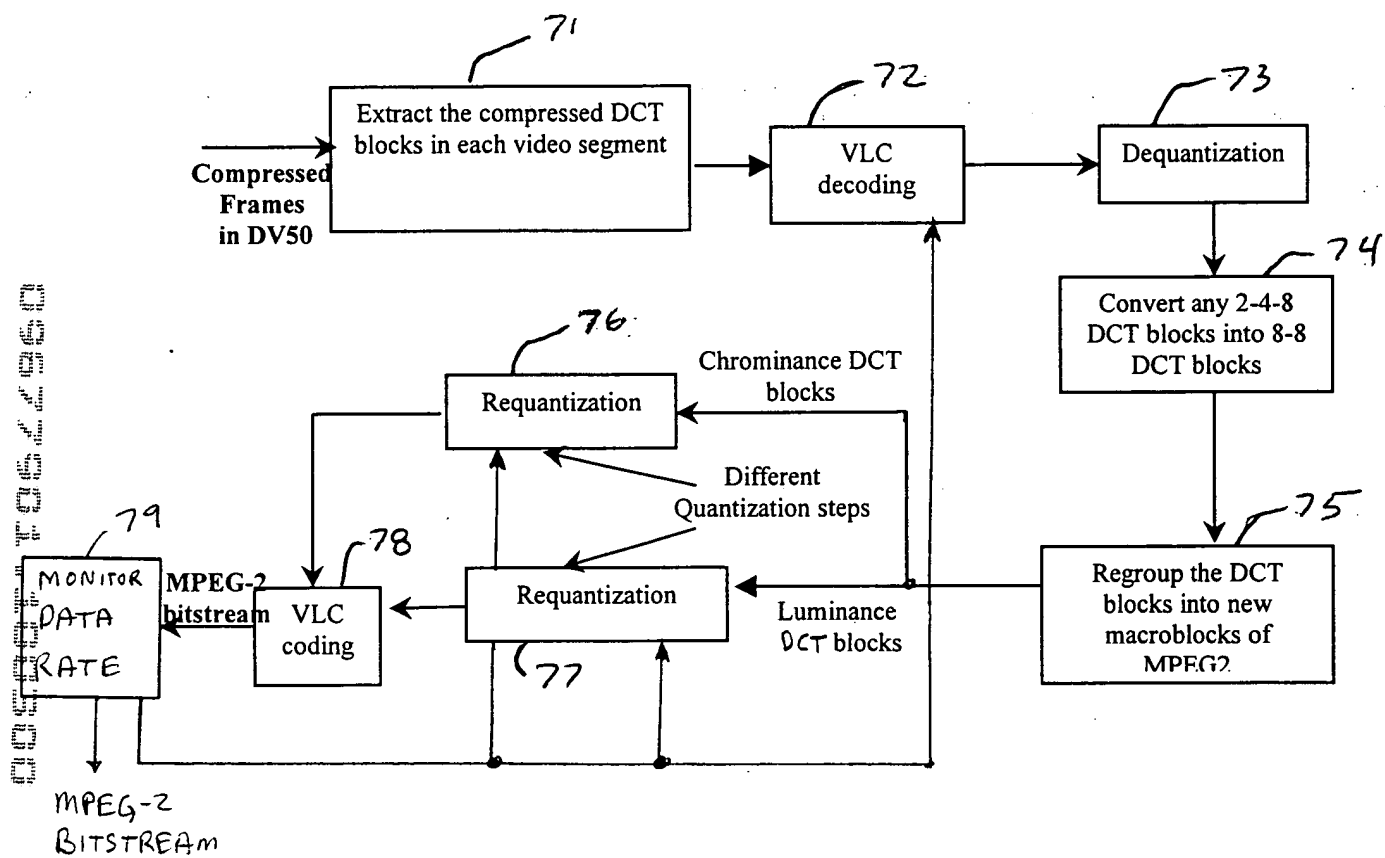 71
Extract the compressed DCT
blocks in each video segment
72
VLC
decoding
73
Dequantization
Compressed
Frames
in DV50
74
Convert any 2-4-8
DCT blocks into 8-8
DCT blocks
76
Requantization
Chrominance DCT
blocks
Different
Quantization steps
75
Regroup the DCT
blocks into new
macroblocks of
MPEG2
Luminance
DCT blocks
Requantization
77
78
VLC
coding
MPEG-2
bitstream
79
MONITOR
DATA
RATE
MPEG-2
BITSTREAM